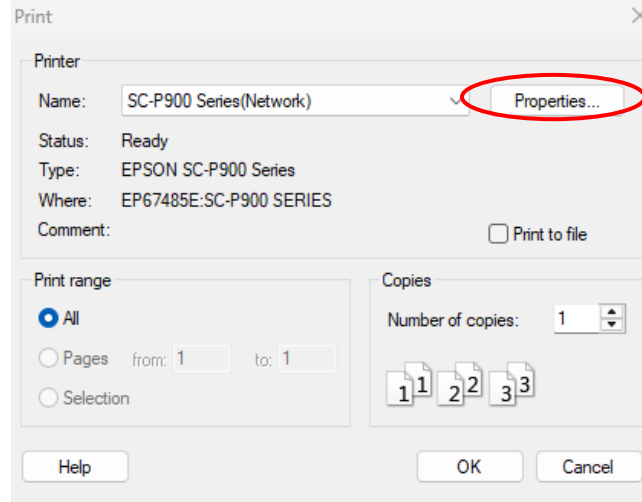 Print
Printer
Name: SC-P900 Series(Network) Properties...
Status: Ready
Type: EPSON SC-P900 Series
Where: EP67485E:SC-P900 SERIES
Comment: Print to file
Print range
All
Pages from: 1 to: 1
Selection
Copies
Number of copies: 1
1 1 2 2 3 3
Help OK Cancel